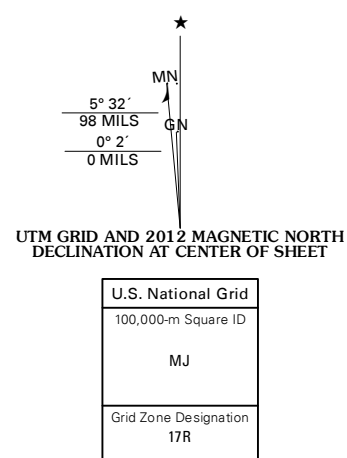 ★
MN.
5° 32´
98 MILS
GN
0° 2´
0 MILS
UTM GRID AND 2012 MAGNETIC NORTH
DECLINATION AT CENTER OF SHEET
U.S. National Grid
100,000-m Square ID
MJ
Grid Zone Designation
17R